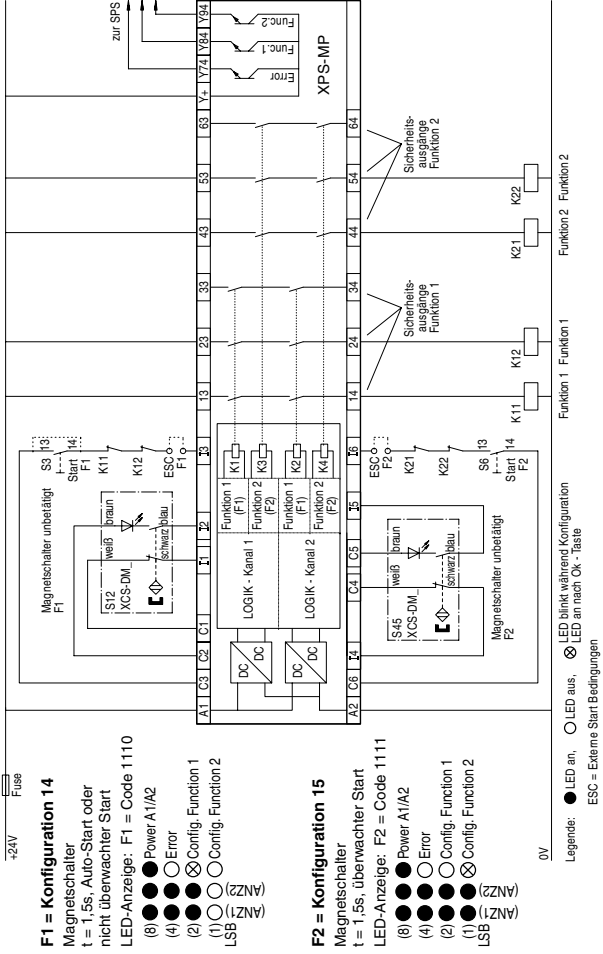 +24V
Fuse
F1 = Konfiguration 14
Magnetschalter
t = 1,5s, Auto-Start oder
nicht überwachter Start
LED-Anzeige: F1 = Code 1110
(8) Power A1/A2
(4) Error
(2) Config. Function 1
(1) Config. Function 2
LSB
(ANZ1)
(ANZ2)
F2 = Konfiguration 15
Magnetschalter
t = 1,5s, überwachter Start
LED-Anzeige: F2 = Code 1111
(8) Power A1/A2
(4) Error
(2) Config. Function 1
(1) Config. Function 2
LSB
(ANZ1)
(ANZ2)
0V
Magnetschalter unbetätigt
F1
S12
XCS-DM_
weiß
braun
schwarz
blau
S3
13
14
Start
F1
K11
K12
ESC
F1
zur SPS
A1 C3 C2 C1 I1 I2 I3 13 23 33 43 53 63 Y+ Y74 Y84 Y94
Error
Func.1
Func.2
XPS-MP
DC
DC
DC
DC
LOGIK - Kanal 1
Funktion 1
(F1)
Funktion 2
(F2)
K1
K3
LOGIK - Kanal 2
Funktion 1
(F1)
Funktion 2
(F2)
K2
K4
A2 C6 I4 C4 C5 I5 I6 14 24 34 44 54 64
S45
XCS-DM_
weiß
braun
schwarz
blau
Magnetschalter unbetätigt
F2
ESC
F2
K21
K22
S6
13
14
Start
F2
Sicherheits-
ausgänge
Funktion 1
Sicherheits-
ausgänge
Funktion 2
K11
K12
K21
K22
Funktion 1
Funktion 1
Funktion 2
Funktion 2
Legende: LED an, LED aus, LED blinkt während Konfiguration
LED an nach Ok - Taste
ESC = Externe Start Bedingungen